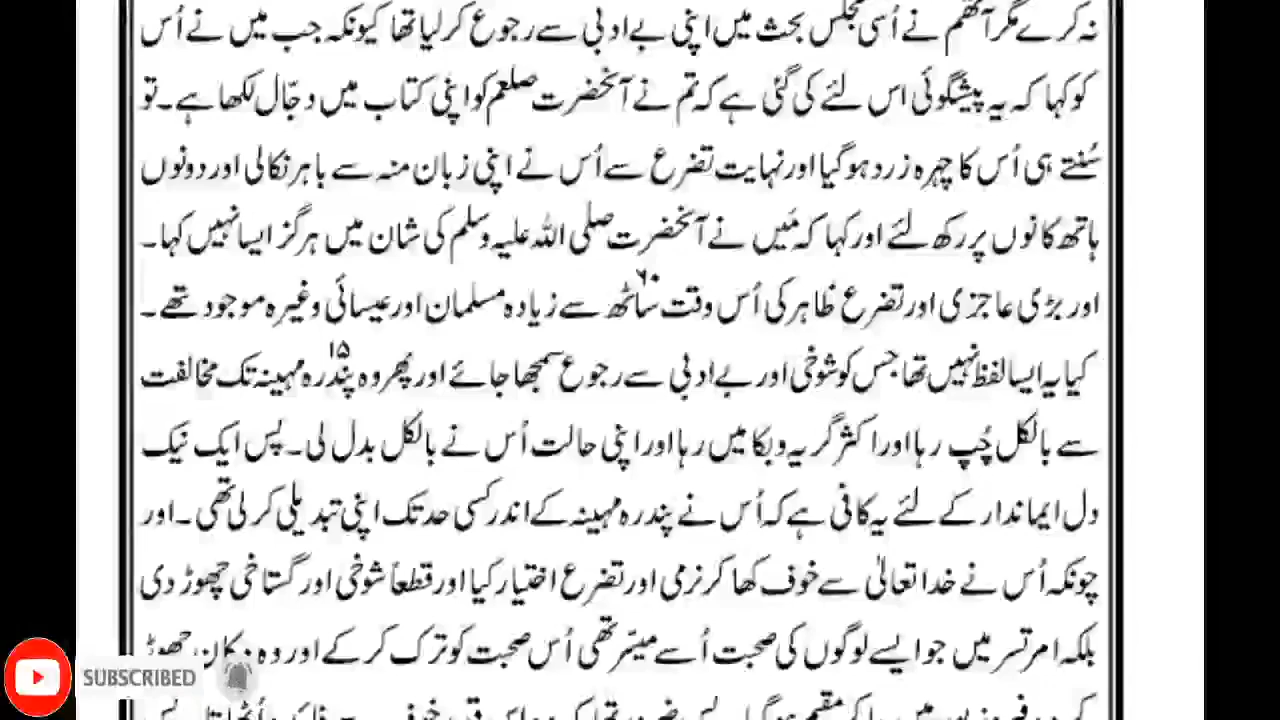 نہ کرے مگر آتھم نے اُسی مجلس بحث میں اپنی بے ادبی سے رجوع کر لیا تھا کیونکہ جب میں نے اُس
کو کہا کہ یہ پیشگوئی اس لئے کی گئی ہے کہ تم نے آنحضرت صلعم کو اپنی کتاب میں دجّال لکھا ہے۔ تو
سُنتے ہی اُس کا چہرہ زرد ہو گیا اور نہایت تضرع سے اُس نے اپنی زبان منہ سے باہر نکالی اور دونوں
ہاتھ کانوں پر رکھ لئے اور کہا کہ مَیں نے آنحضرت صلی اللہ علیہ وسلم کی شان میں ہرگز ایسا نہیں کہا۔
اور بڑی عاجزی اور تضرع ظاہر کی اُس وقت ساٹھ۶۰ سے زیادہ مسلمان اور عیسائی وغیرہ موجود تھے۔
کیا یہ ایسا لفظ نہیں تھا جس کو شوخی اور بے ادبی سے رجوع سمجھا جائے اور پھر وہ پندرہ۱۵ مہینہ تک مخالفت
سے بالکل چُپ رہا اور اکثر گریہ و بکا میں رہا اور اپنی حالت اُس نے بالکل بدل لی۔ پس ایک نیک
دل ایماندار کے لئے یہ کافی ہے کہ اُس نے پندرہ مہینہ کے اندر کسی حد تک اپنی تبدیلی کر لی تھی۔ اور
چونکہ اُس نے خدا تعالیٰ سے خوف کھا کر نرمی اور تضرع اختیار کیا اور قطعاً شوخی اور گستاخی چھوڑ دی
بلکہ امرتسر میں جو ایسے لوگوں کی صحبت اُسے میسّر تھی اُس صحبت کو ترک کر کے اور وہ مکان چھوڑ
SUBSCRIBED